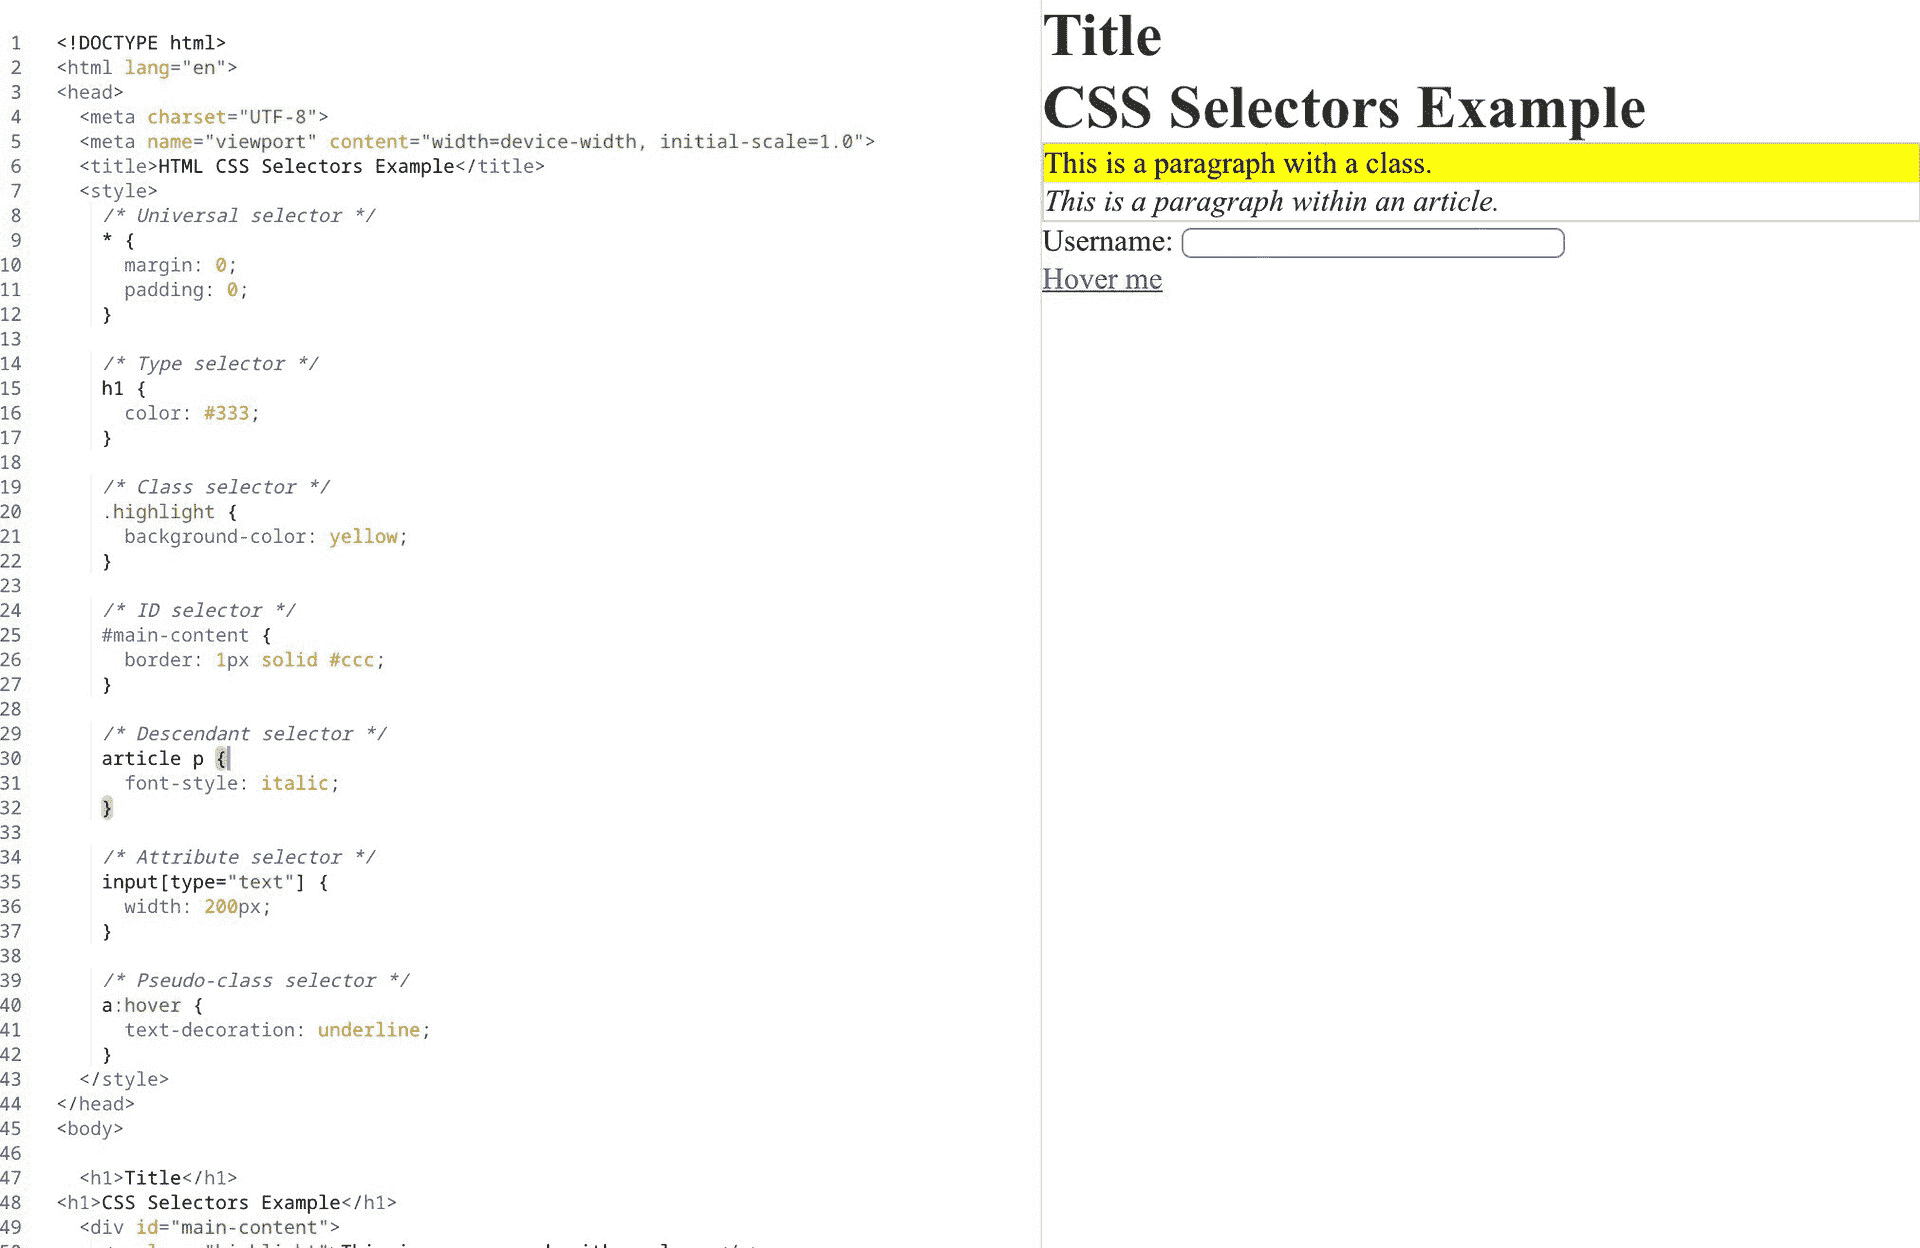 1 <!DOCTYPE html>
2 <html lang="en">
3 <head>
4 <meta charset="UTF-8">
5 <meta name="viewport" content="width=device-width, initial-scale=1.0">
6 <title>HTML CSS Selectors Example</title>
7 <style>
8 /* Universal selector */
9 * {
10 margin: 0;
11 padding: 0;
12 }
13
14 /* Type selector */
15 h1 {
16 color: #333;
17 }
18
19 /* Class selector */
20 .highlight {
21 background-color: yellow;
22 }
23
24 /* ID selector */
25 #main-content {
26 border: 1px solid #ccc;
27 }
28
29 /* Descendant selector */
30 article p {
31 font-style: italic;
32 }
33
34 /* Attribute selector */
35 input[type="text"] {
36 width: 200px;
37 }
38
39 /* Pseudo-class selector */
40 a:hover {
41 text-decoration: underline;
42 }
43 </style>
44 </head>
45 <body>
46
47 <h1>Title</h1>
48 <h1>CSS Selectors Example</h1>
49 <div id="main-content">
Title
CSS Selectors Example
This is a paragraph with a class.
This is a paragraph within an article.
Username:
Hover me